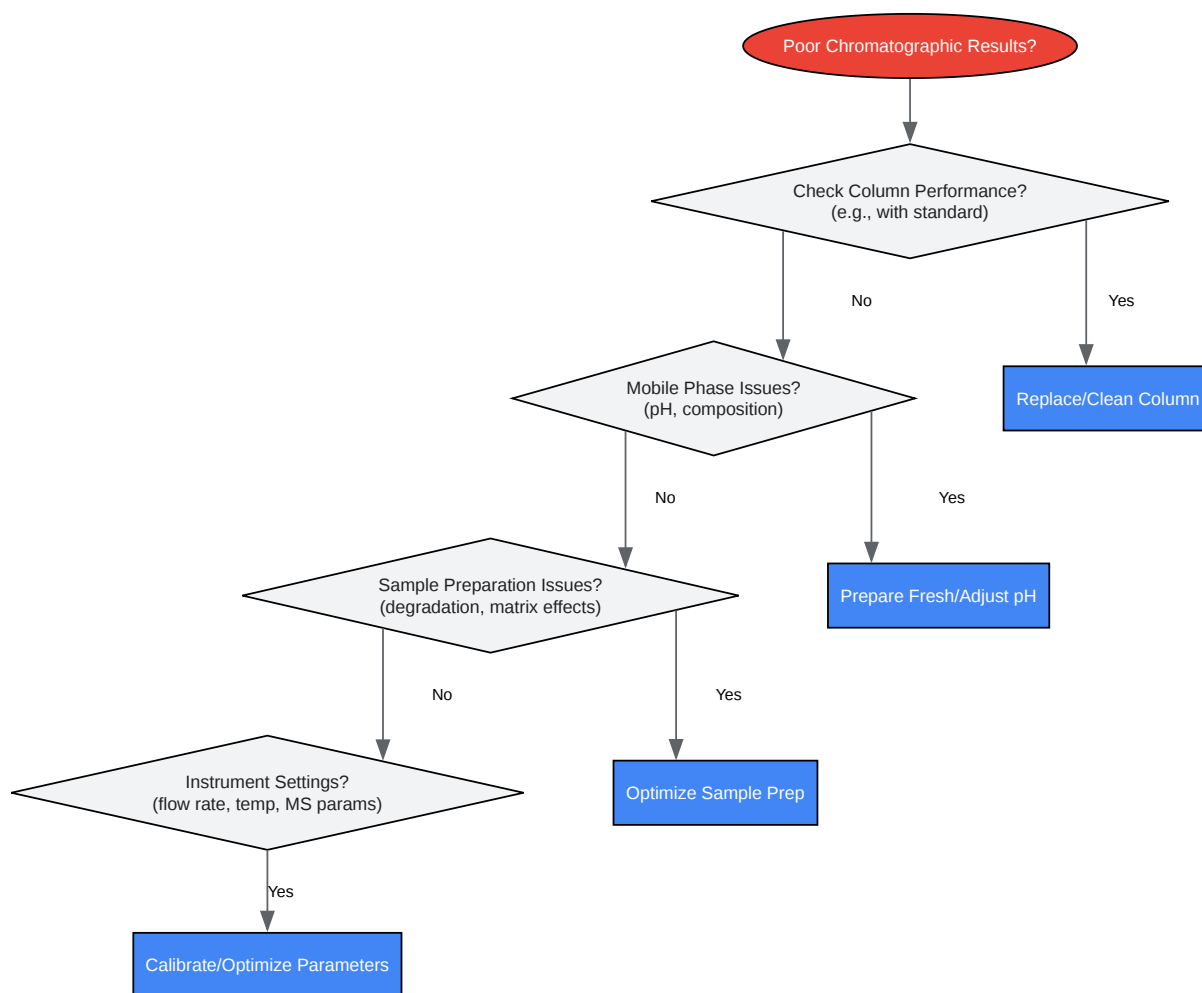 Poor Chromatographic Results?
Check Column Performance?
(e.g., with standard)
No
Yes
Mobile Phase Issues?
(pH, composition)
Replace/Clean Column
No
Yes
Sample Preparation Issues?
(degradation, matrix effects)
Prepare Fresh/Adjust pH
No
Yes
Instrument Settings?
(flow rate, temp, MS params)
Optimize Sample Prep
Yes
Calibrate/Optimize Parameters